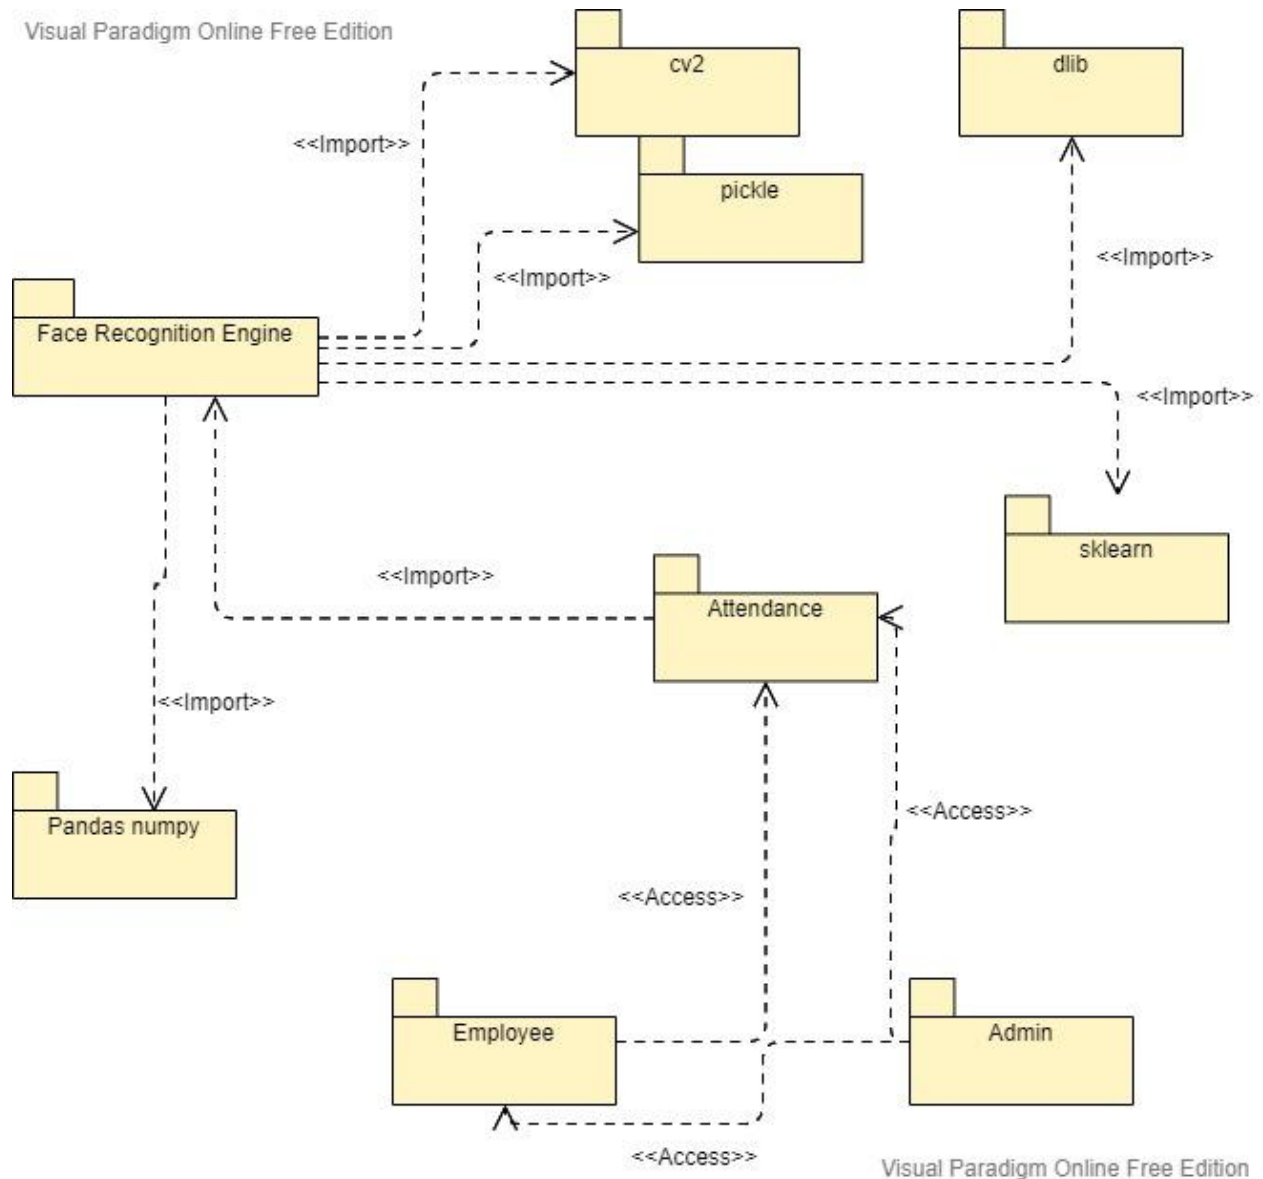 Visual Paradigm Online Free Edition
cv2
dlib
<<Import>>
pickle
<<Import>>
<<Import>>
Face Recognition Engine
<<Import>>
sklearn
<<Import>>
Attendance
<<Import>>
Pandas numpy
<<Access>>
<<Access>>
Employee
Admin
<<Access>>
Visual Paradigm Online Free Edition